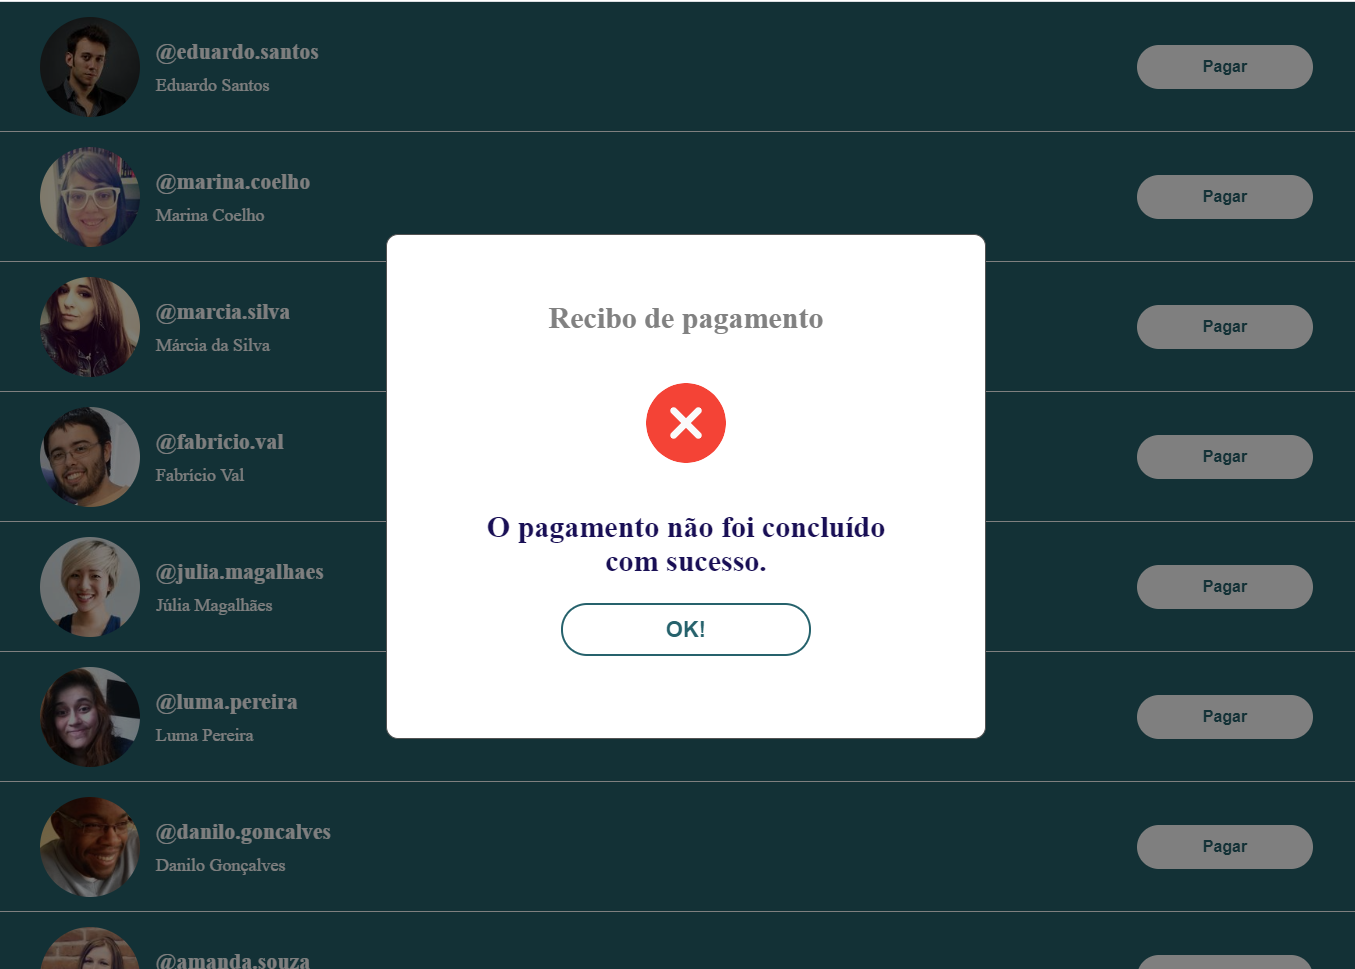 @eduardo.santos
Eduardo Santos
Pagar
@marina.coelho
Marina Coelho
Pagar
@marcia.silva
Márcia da Silva
Pagar
@fabricio.val
Fabrício Val
Pagar
@julia.magalhaes
Júlia Magalhães
Pagar
@luma.pereira
Luma Pereira
Pagar
@danilo.goncalves
Danilo Gonçalves
Pagar
@amanda.souza
Recibo de pagamento
O pagamento não foi concluído
com sucesso.
OK!